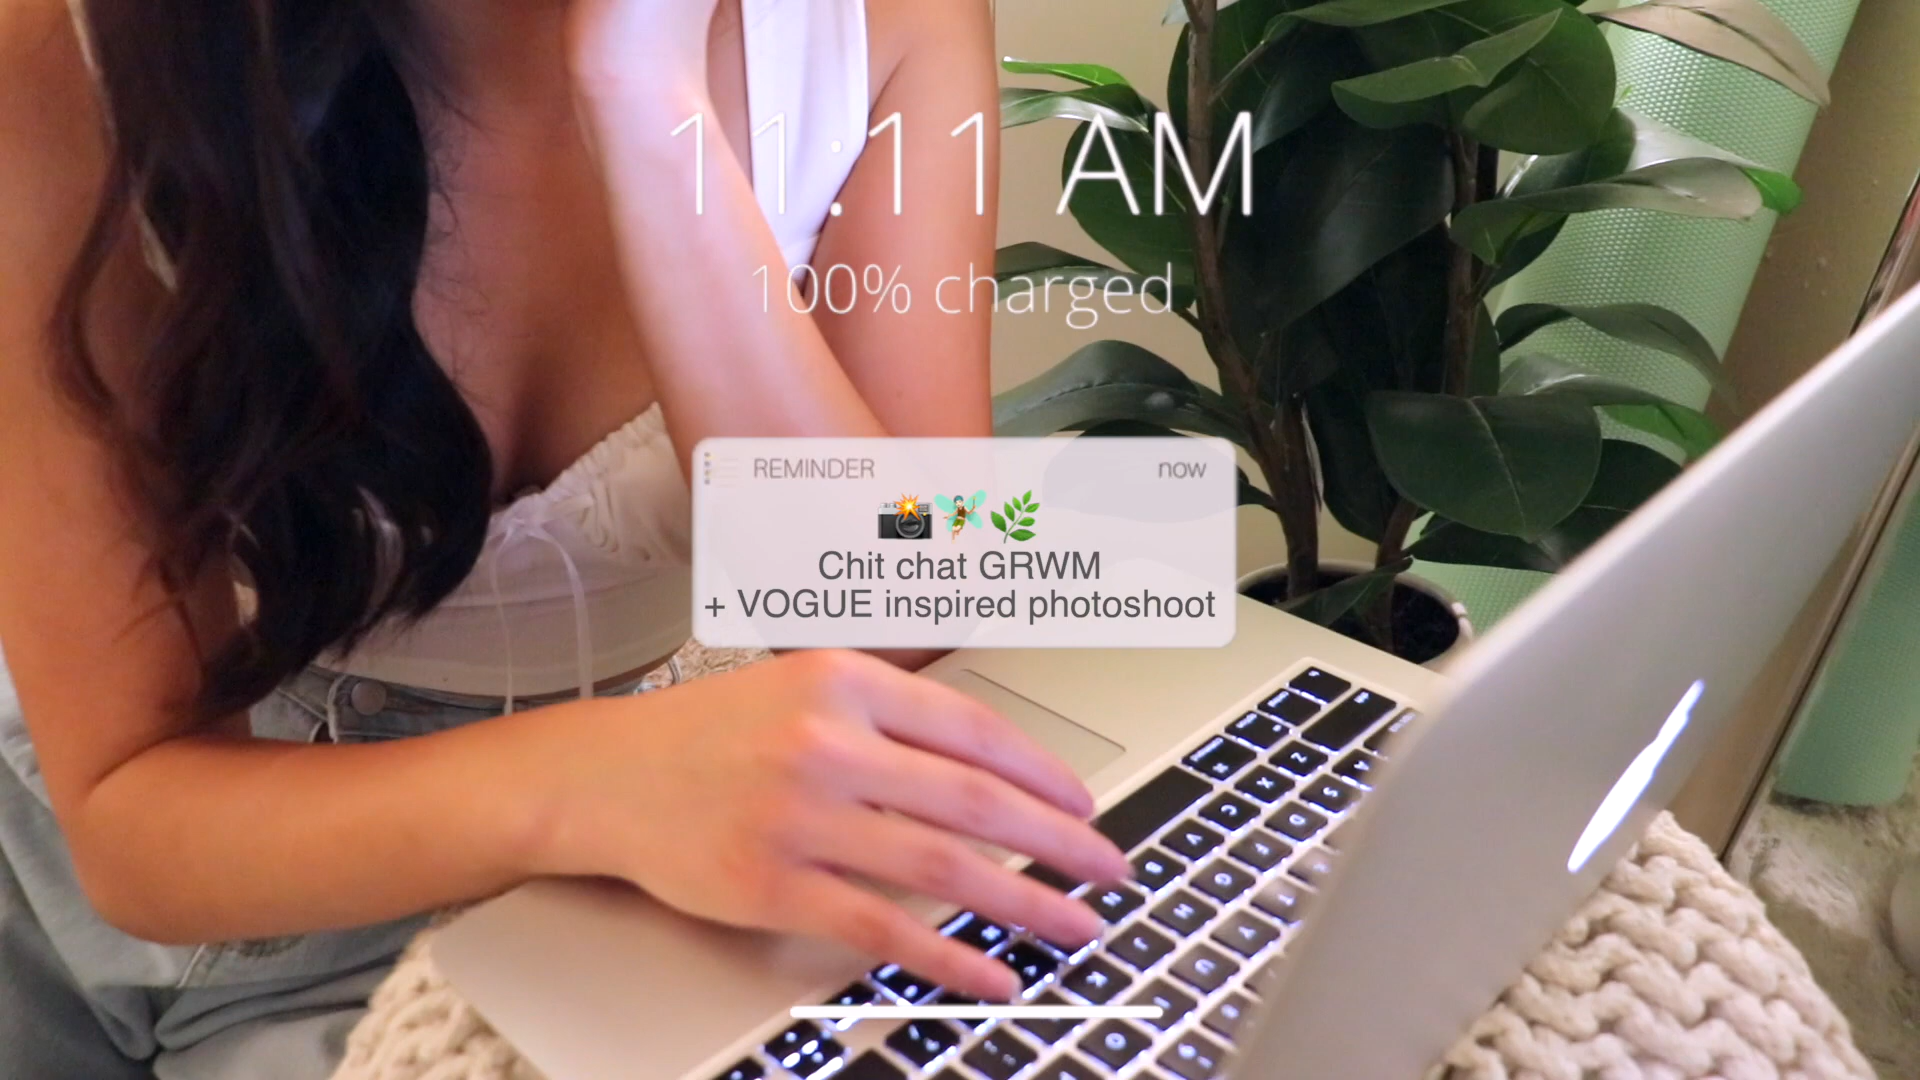 11:11 AM
100% charged
REMINDER now
📸🧚🌿
Chit chat GRWM
+ VOGUE inspired photoshoot